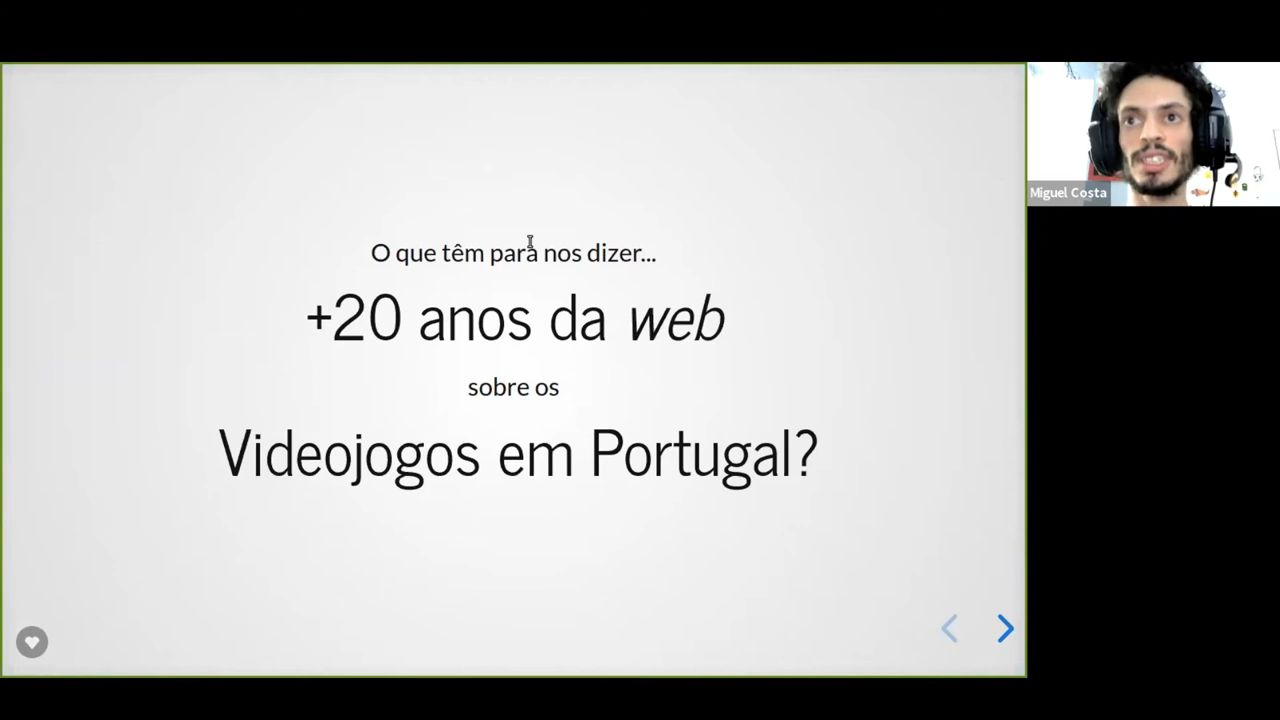 O que têm para nos dizer...
+20 anos da web
sobre os
Videojogos em Portugal?
Miguel Costa